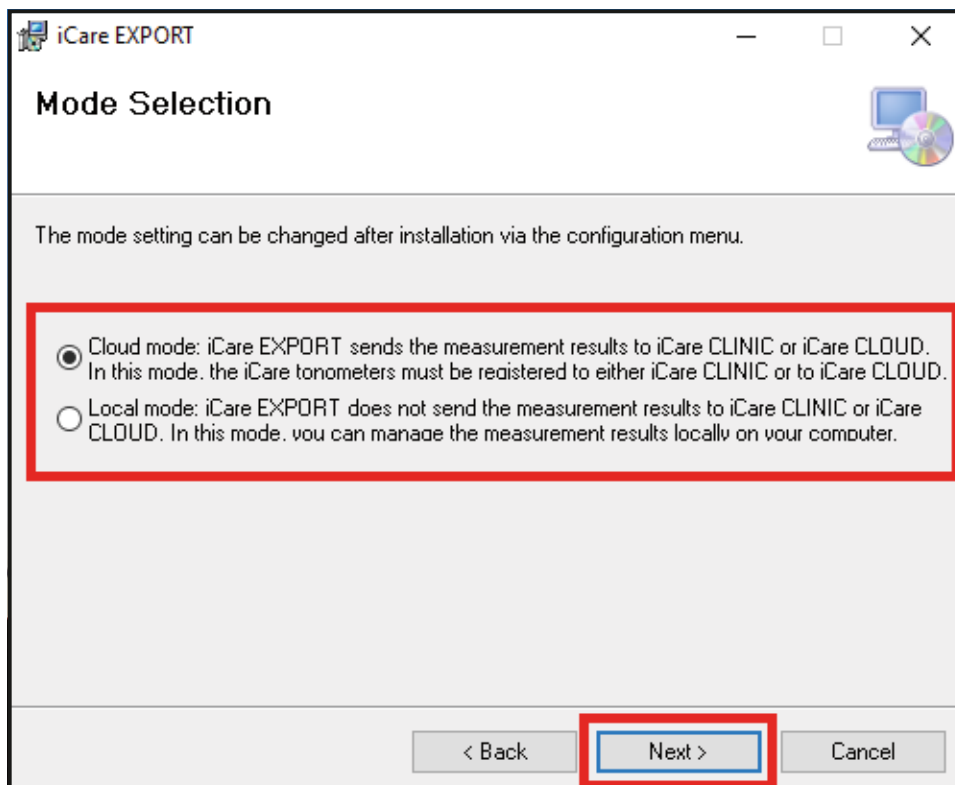 iCare EXPORT
Mode Selection
The mode setting can be changed after installation via the configuration menu.
Cloud mode: iCare EXPORT sends the measurement results to iCare CLINIC or iCare CLOUD.
In this mode, the iCare tonometers must be registered to either iCare CLINIC or to iCare CLOUD.
Local mode: iCare EXPORT does not send the measurement results to iCare CLINIC or iCare
CLOUD. In this mode, you can manage the measurement results locally on your computer.
< Back
Next >
Cancel